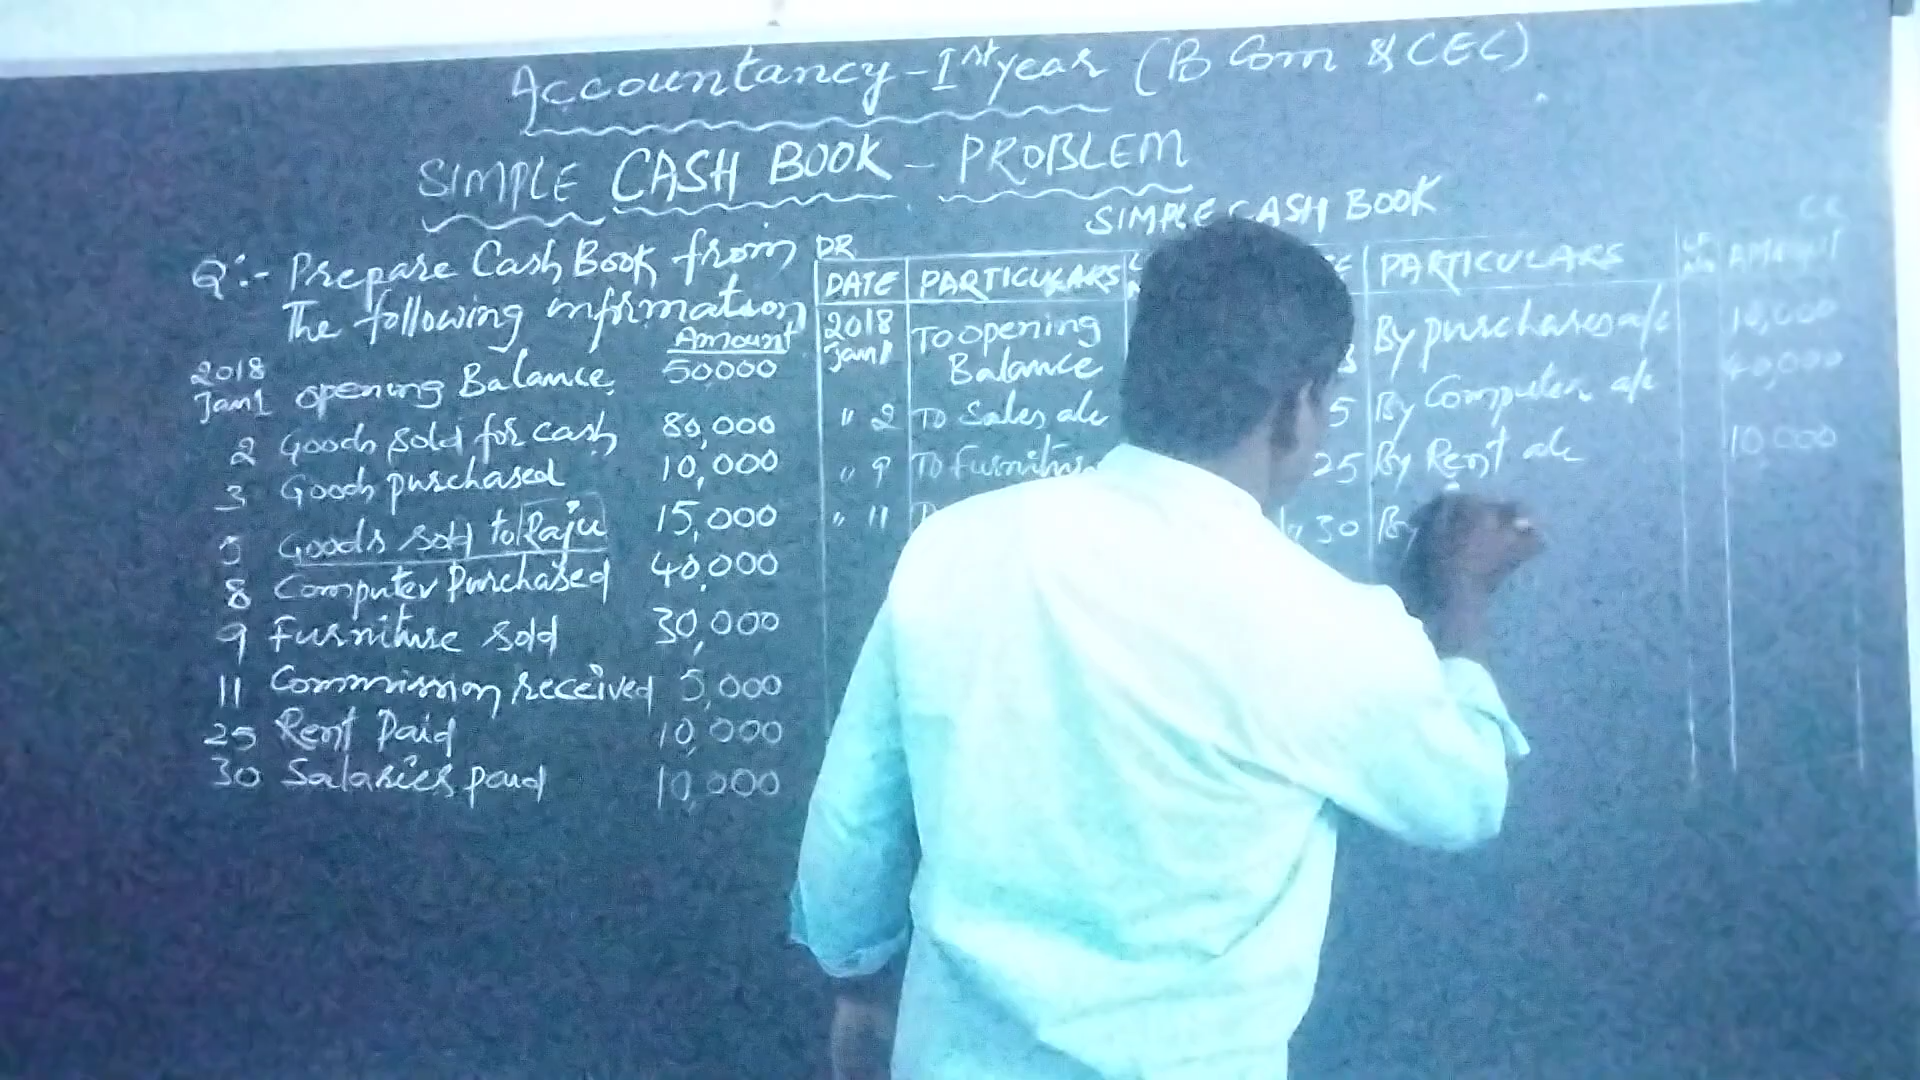 Accountancy - Ist year (B Com & CEC)
SIMPLE CASH BOOK - PROBLEM
Q:- Prepare Cash Book from
The following information
Amount
2018
Jan 1 opening Balance 50000
2 Goods sold for cash 80,000
3 Goods purchased 10,000
5 Goods sold to Raju 15,000
8 Computer Purchased 40,000
9 Furniture sold 30,000
11 Commission received 5,000
25 Rent Paid 10,000
30 Salaries paid 10,000
SIMPLE CASH BOOK
DR
CR
DATE PARTICULARS
PARTICULARS AMOUNT
2018
Jan 1 To opening
Balance
" 2 To Sales a/c
" 9 To Furniture
" 11
3 By purchases a/c 10,000
5 By Computer a/c 40,000
25 By Rent a/c 10,000
" 30 By